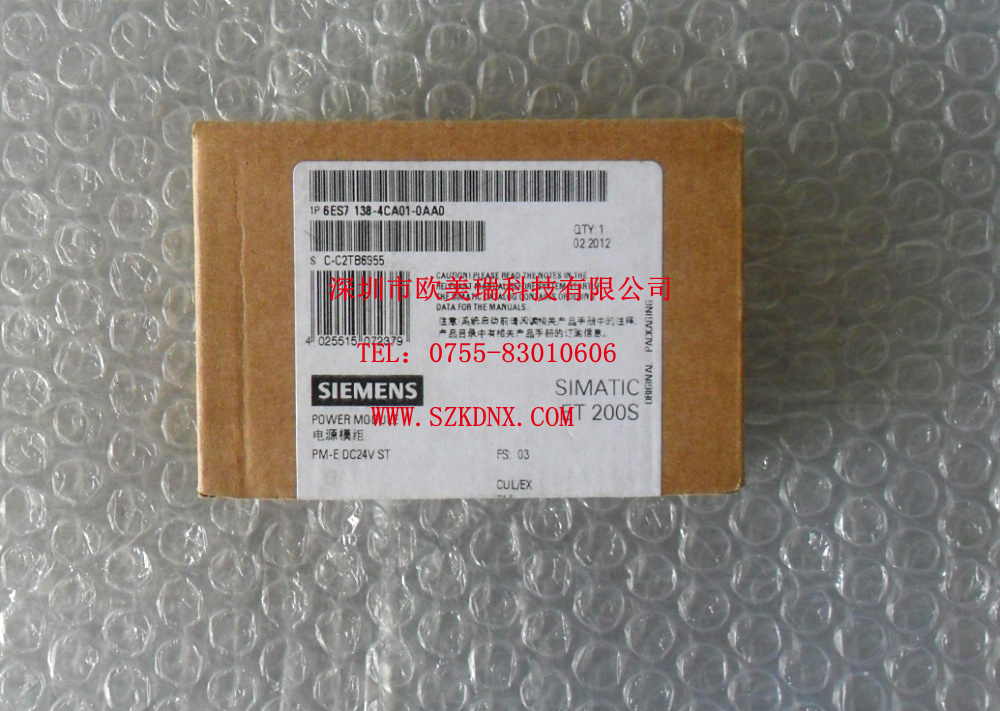 1P 6ES7 138-4CA01-0AA0
QTY: 1
02.2012
S C-C2TB6955
CAUTION! PLEASE READ THE NOTES IN THE
深圳市欧美瑞科技有限公司
DATA FOR THE MANUALS.
注意:系统启动前请阅读相关产品手册中的注释,
产品目录中有相关产品手册的订购信息。
4 025515 072379
TEL: 0755-83010606
ORIGINAL PACKAGING
SIEMENS
SIMATIC
ET 200S
WWW.SZKDNX.COM
POWER MODULE
电源模组
PM-E DC24V ST
FS: 03
CUL/EX